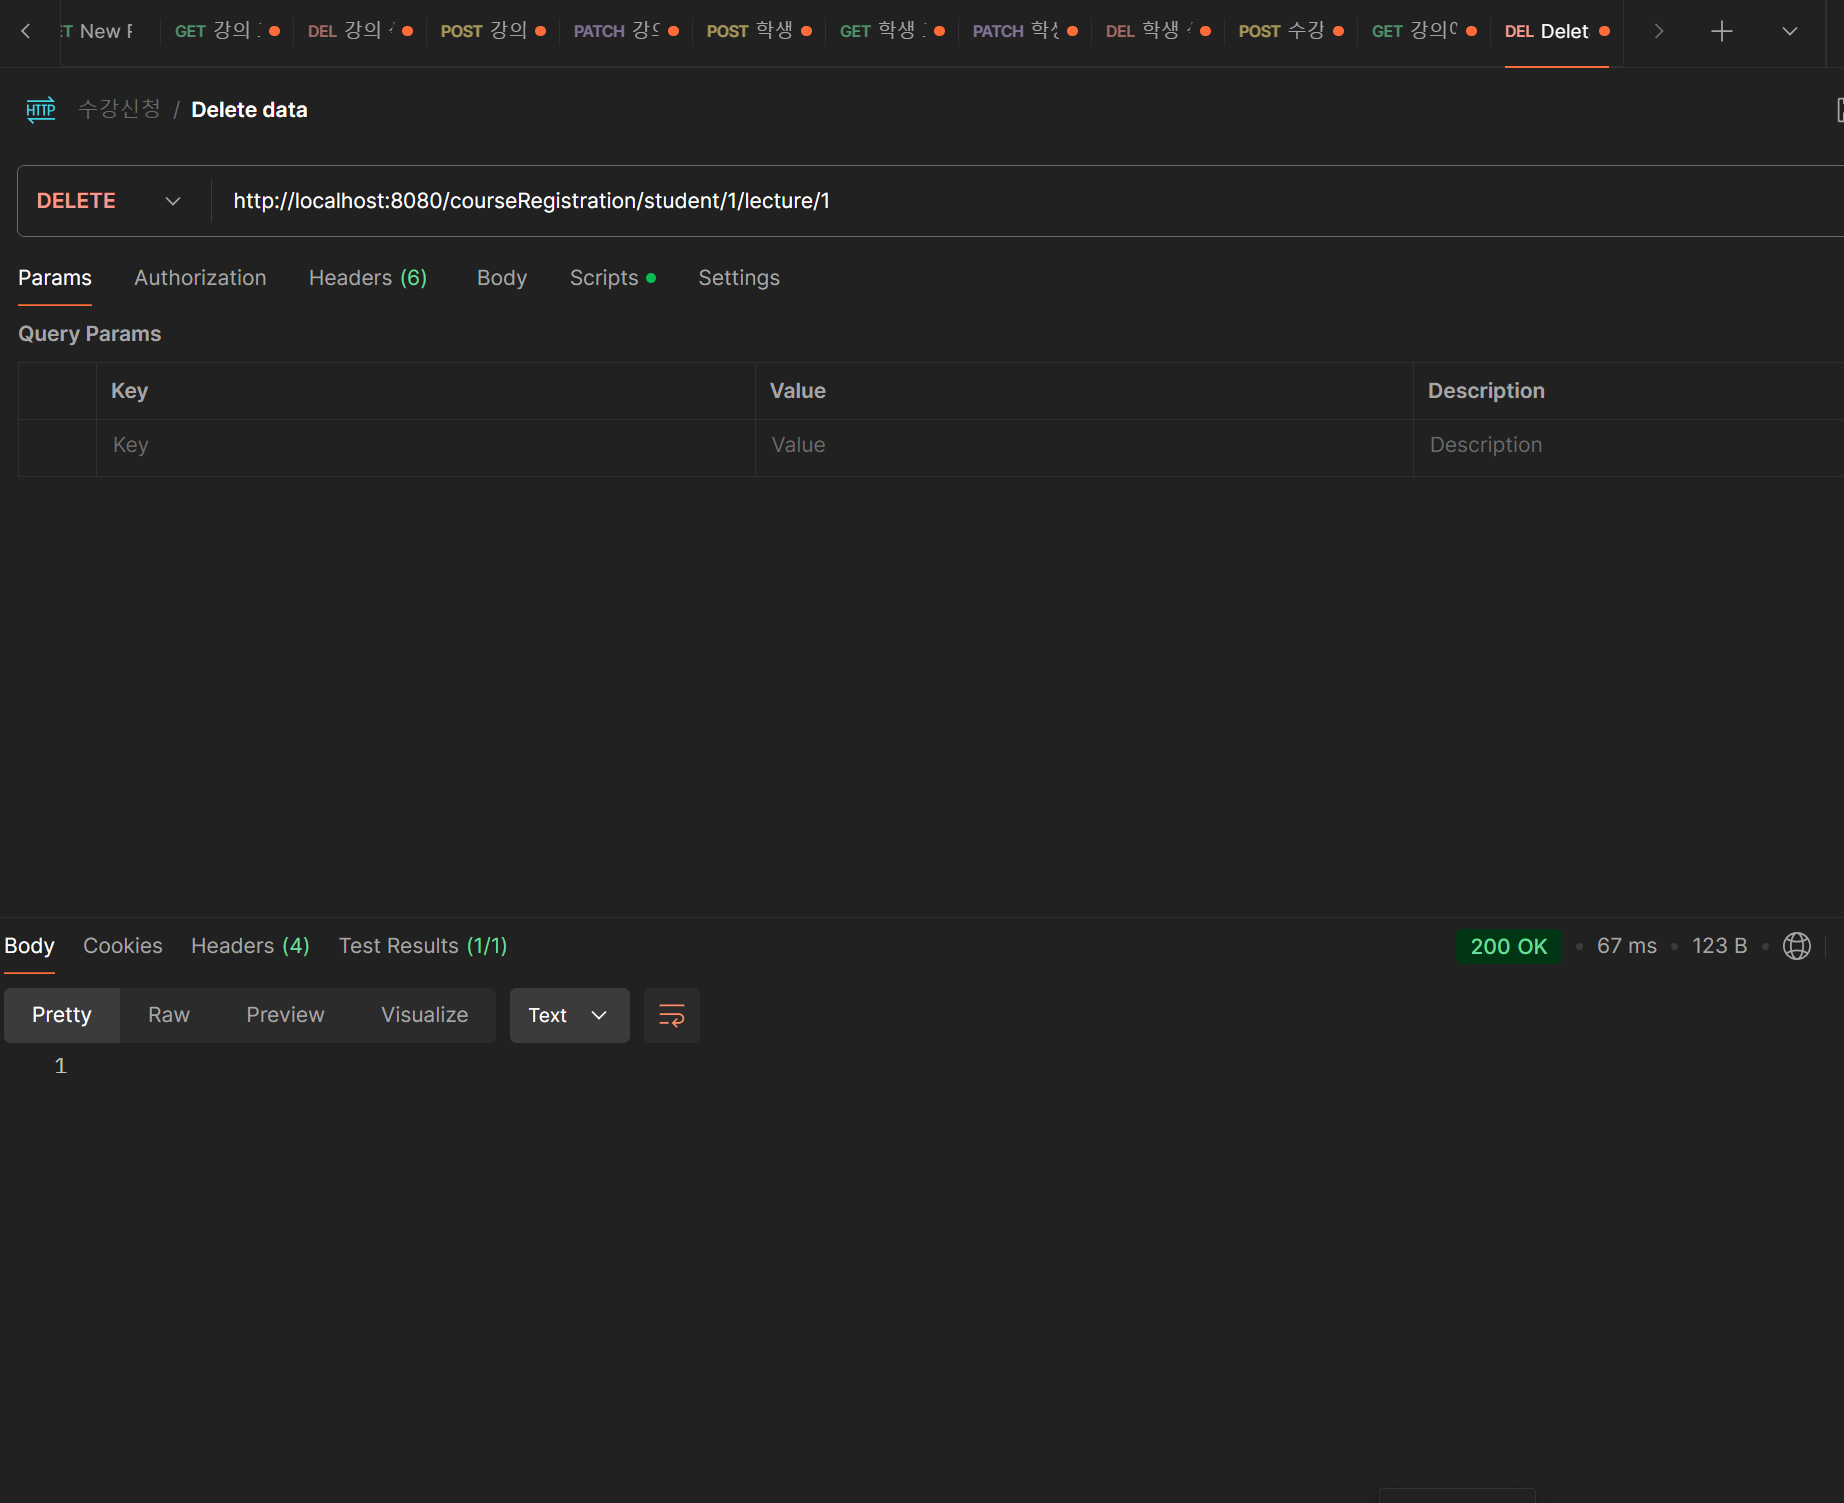 New
GET 강의
DEL 강의
POST 강의
PATCH
POST 학생
GET 학생
PATCH
DEL 학생
POST 수강
GET
DEL Delet
HTTP 수강신청 / Delete data
DELETE http://localhost:8080/courseRegistration/student/1/lecture/1
Params Authorization Headers (6) Body Scripts Settings
Query Params
Key Value Description
Key Value Description
Body Cookies Headers (4) Test Results (1/1) 200 OK • 67 ms • 123 B •
Pretty Raw Preview Visualize Text
1